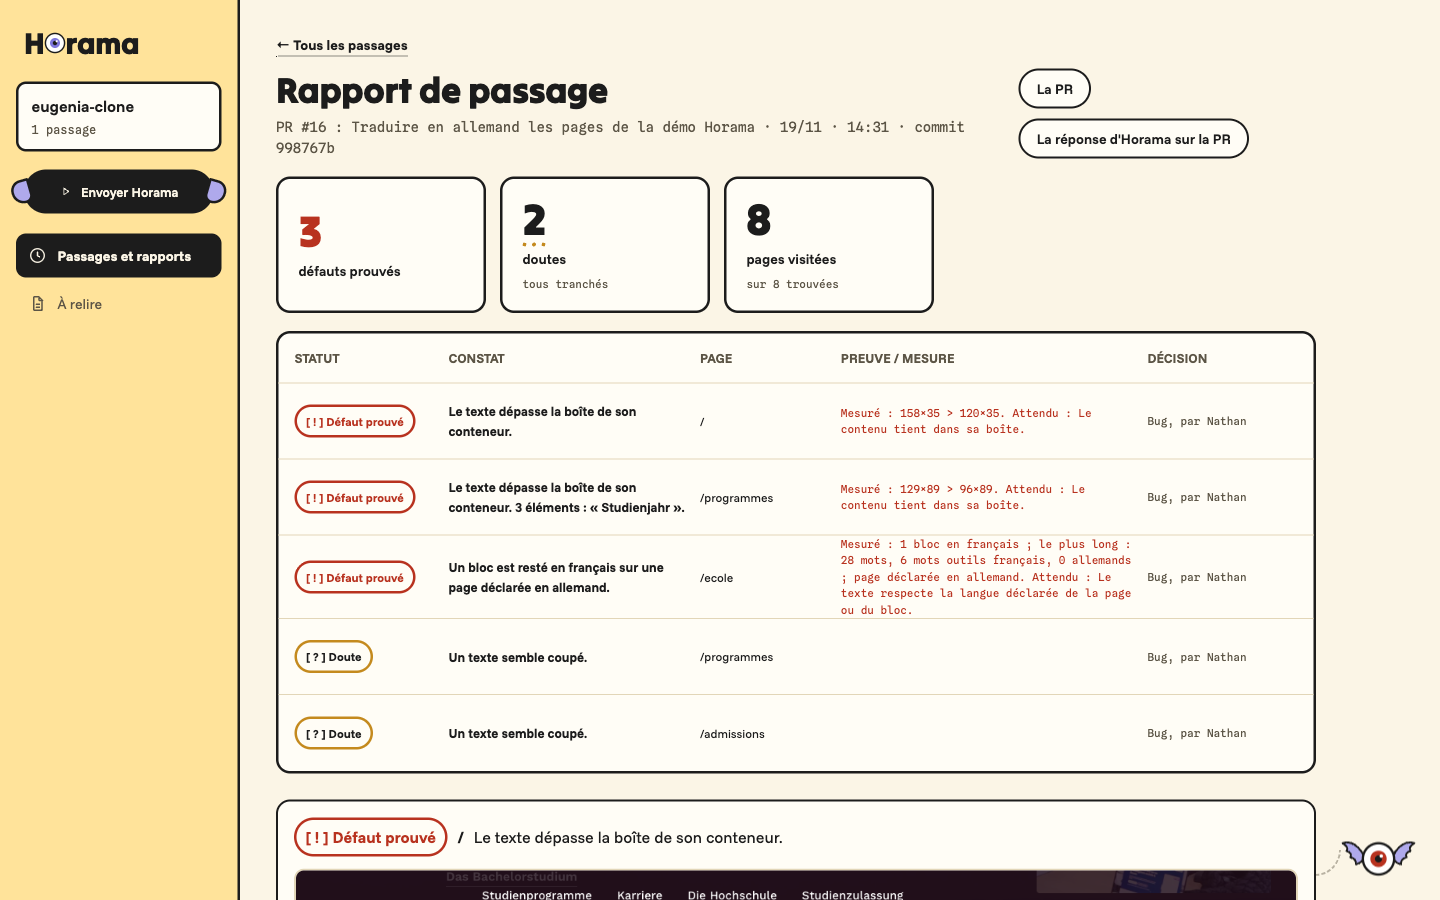 Horama
eugenia-clone
1 passage
Envoyer Horama
Passages et rapports
À relire
← Tous les passages
Rapport de passage
PR #16 : Traduire en allemand les pages de la démo Horama · 19/11 · 14:31 · commit
998767b
La PR
La réponse d'Horama sur la PR
3
défauts prouvés
2
doutes
tous tranchés
8
pages visitées
sur 8 trouvées
STATUT CONSTAT PAGE PREUVE / MESURE DÉCISION
[ ! ] Défaut prouvé
Le texte dépasse la boîte de son
conteneur.
/
Mesuré : 158×35 > 120×35. Attendu : Le
contenu tient dans sa boîte.
Bug, par Nathan
[ ! ] Défaut prouvé
Le texte dépasse la boîte de son
conteneur. 3 éléments : « Studienjahr ».
/programmes
Mesuré : 129×89 > 96×89. Attendu : Le
contenu tient dans sa boîte.
Bug, par Nathan
[ ! ] Défaut prouvé
Un bloc est resté en français sur une
page déclarée en allemand.
/ecole
Mesuré : 1 bloc en français ; le plus long :
28 mots, 6 mots outils français, 0 allemands
; page déclarée en allemand. Attendu : Le
texte respecte la langue déclarée de la page
ou du bloc.
Bug, par Nathan
[ ? ] Doute
Un texte semble coupé.
/programmes
Bug, par Nathan
[ ? ] Doute
Un texte semble coupé.
/admissions
Bug, par Nathan
[ ! ] Défaut prouvé / Le texte dépasse la boîte de son conteneur.
Das Bachelorstudium
Studienprogramme Karriere Die Hochschule Studienzulassung